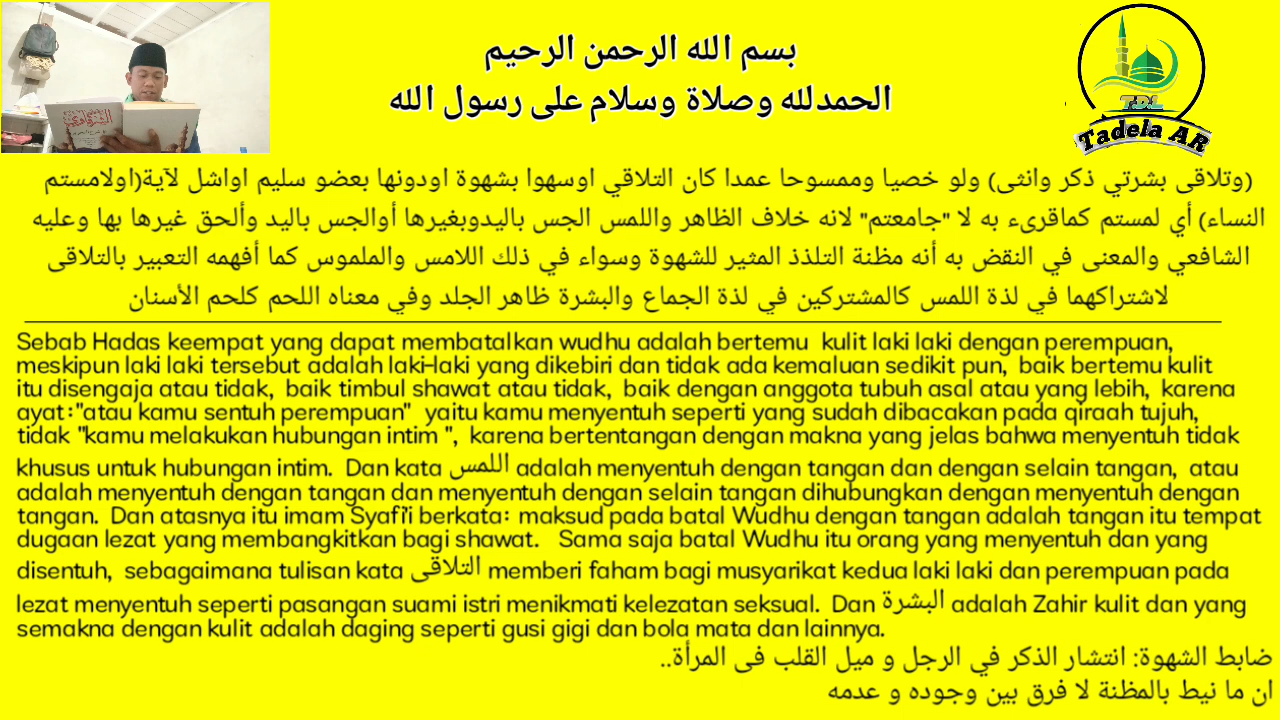 بسم الله الرحمن الرحيم
الحمدلله وصلاة وسلام على رسول الله
T.D.L
Tadela AR
(وتلاقى بشرتي ذكر وانثى) ولو خصيا وممسوحا عمدا كان التلاقي اوسهوا بشهوة اودونها بعضو سليم اواشل لآية(اولامستم
النساء) أي لمستم كماقرىء به لا "جامعتم" لانه خلاف الظاهر واللمس الجس باليدوبغيرها أوالجس باليد وألحق غيرها بها وعليه
الشافعي والمعنى في النقض به أنه مظنة التلذذ المثير للشهوة وسواء في ذلك اللامس والملموس كما أفهمه التعبير بالتلاقى
لاشتراكهما في لذة اللمس كالمشتركين في لذة الجماع والبشرة ظاهر الجلد وفي معناه اللحم كلحم الأسنان
Sebab Hadas keempat yang dapat membatalkan wudhu adalah bertemu kulit laki laki dengan perempuan,
meskipun laki laki tersebut adalah laki-laki yang dikebiri dan tidak ada kemaluan sedikit pun, baik bertemu kulit
itu disengaja atau tidak, baik timbul shawat atau tidak, baik dengan anggota tubuh asal atau yang lebih, karena
ayat :"atau kamu sentuh perempuan" yaitu kamu menyentuh seperti yang sudah dibacakan pada qiraah tujuh,
tidak "kamu melakukan hubungan intim ", karena bertentangan dengan makna yang jelas bahwa menyentuh tidak
khusus untuk hubungan intim. Dan kata اللمس adalah menyentuh dengan tangan dan dengan selain tangan, atau
adalah menyentuh dengan tangan dan menyentuh dengan selain tangan dihubungkan dengan menyentuh dengan
tangan. Dan atasnya itu imam Syafi'i berkata : maksud pada batal Wudhu dengan tangan adalah tangan itu tempat
dugaan lezat yang membangkitkan bagi shawat. Sama saja batal Wudhu itu orang yang menyentuh dan yang
disentuh, sebagaimana tulisan kata التلاقى memberi faham bagi musyarikat kedua laki laki dan perempuan pada
lezat menyentuh seperti pasangan suami istri menikmati kelezatan seksual. Dan البشرة adalah Zahir kulit dan yang
semakna dengan kulit adalah daging seperti gusi gigi dan bola mata dan lainnya.
ضابط الشهوة: انتشار الذكر في الرجل و ميل القلب فى المرأة..
ان ما نيط بالمظنة لا فرق بين وجوده و عدمه